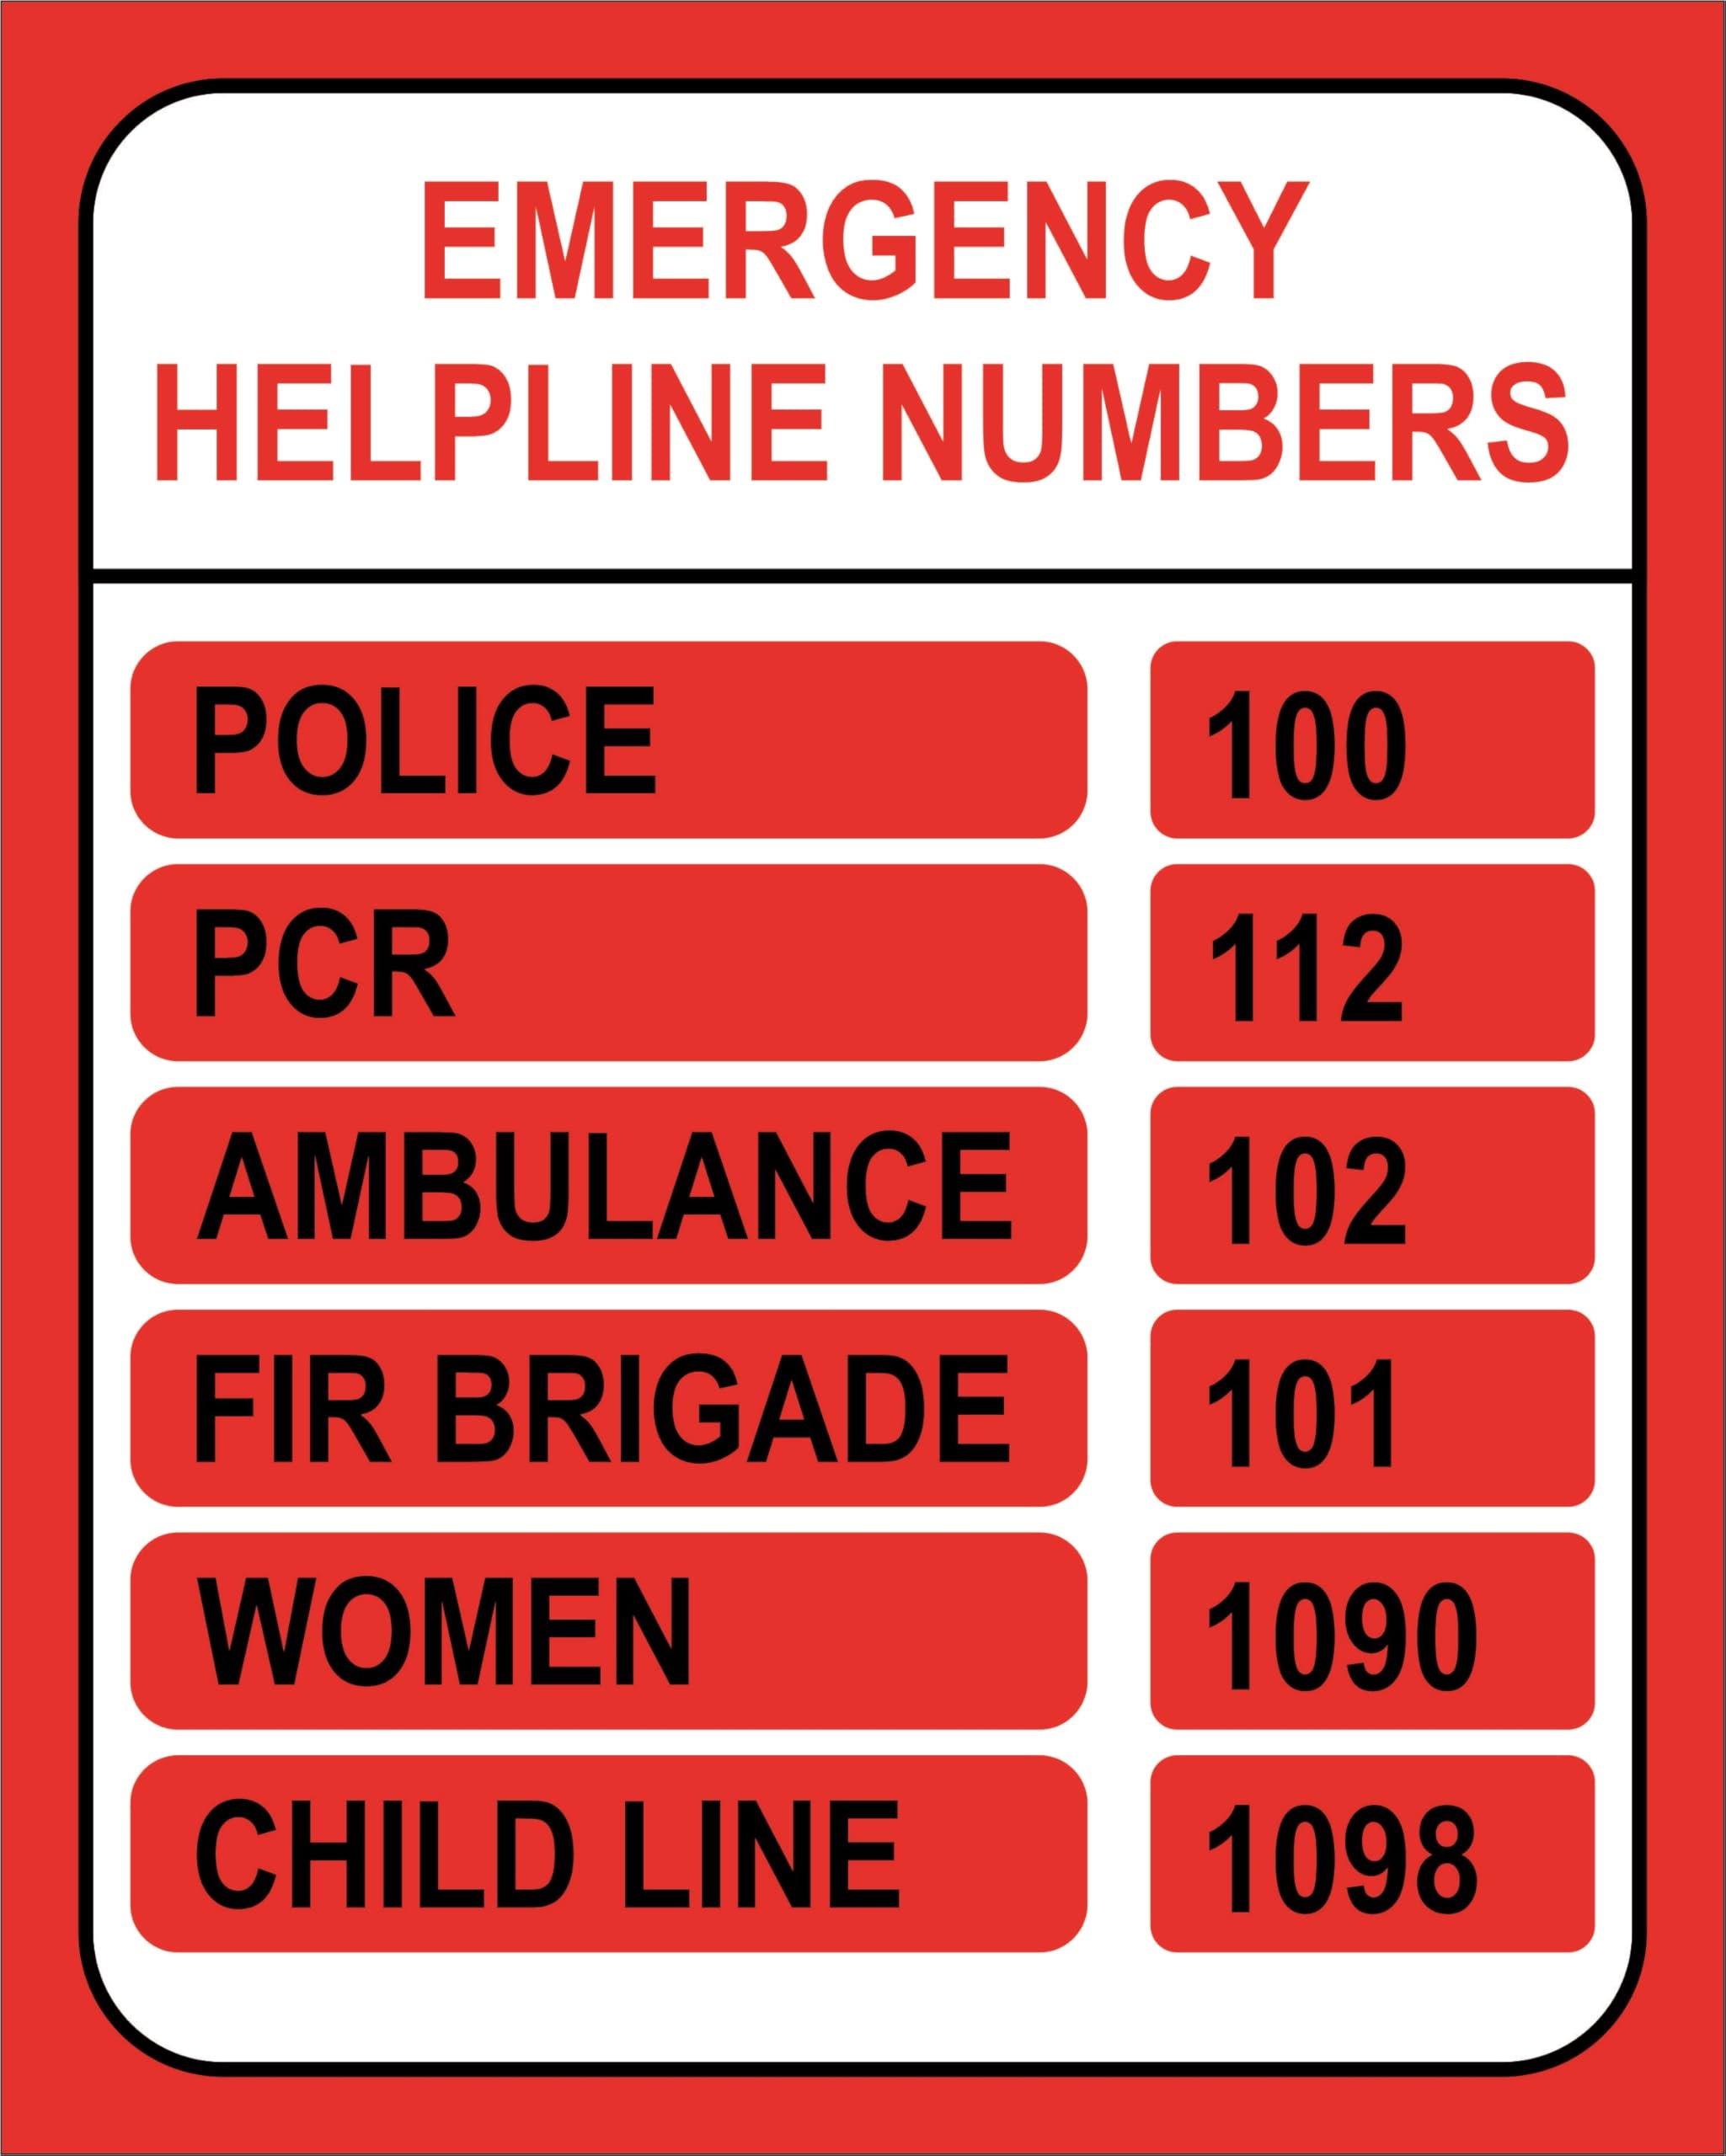 EMERGENCY
HELPLINE NUMBERS
POLICE 100
PCR 112
AMBULANCE 102
FIR BRIGADE 101
WOMEN 1090
CHILD LINE 1098